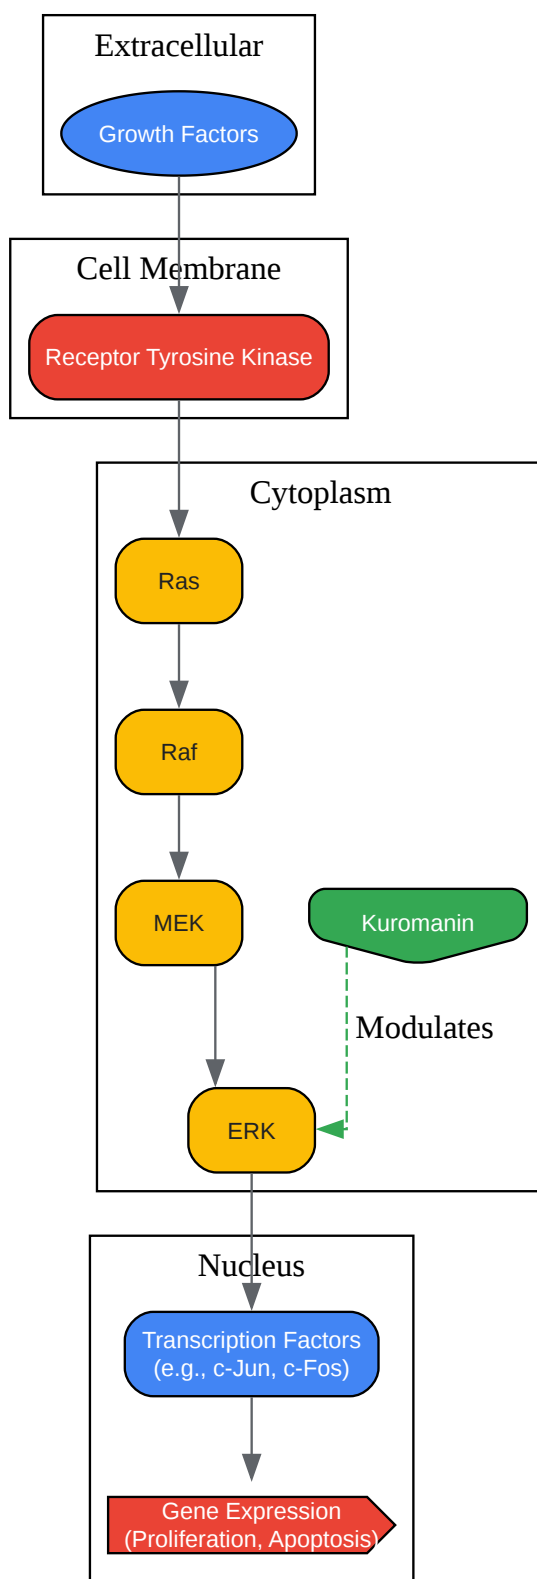 Extracellular
Growth Factors
Cell Membrane
Receptor Tyrosine Kinase
Cytoplasm
Ras
Raf
MEK
Kuromanin
Modulates
ERK
Nucleus
Transcription Factors
(e.g., c-Jun, c-Fos)
Gene Expression
(Proliferation, Apoptosis)